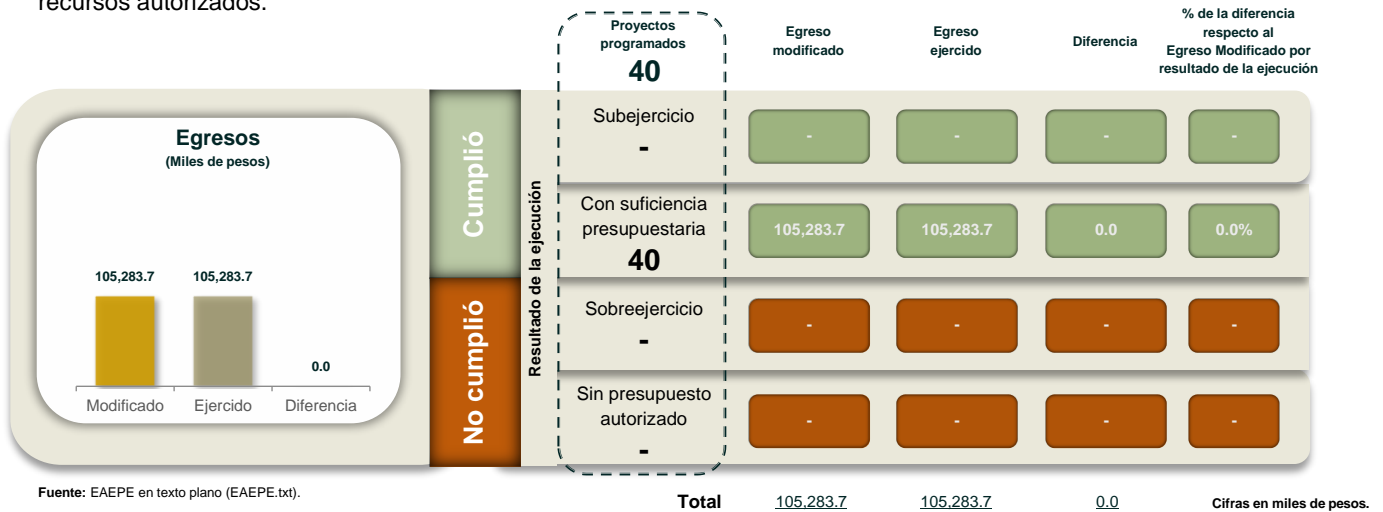 recursos autorizados.
Proyectos
programados
40
Egreso
modificado
Egreso
ejercido
Diferencia
% de la diferencia
respecto al
Egreso Modificado por
resultado de la ejecución
Egresos
(Miles de pesos)
105,283.7
105,283.7
0.0
Modificado
Ejercido
Diferencia
Cumplió
No cumplió
Resultado de la ejecución
Subejercicio
-
-
-
-
-
Con suficiencia
presupuestaria
40
105,283.7
105,283.7
0.0
0.0%
Sobreejercicio
-
-
-
-
-
Sin presupuesto
autorizado
-
-
-
-
-
Fuente: EAEPE en texto plano (EAEPE.txt).
Total 105,283.7 105,283.7 0.0 Cifras en miles de pesos.